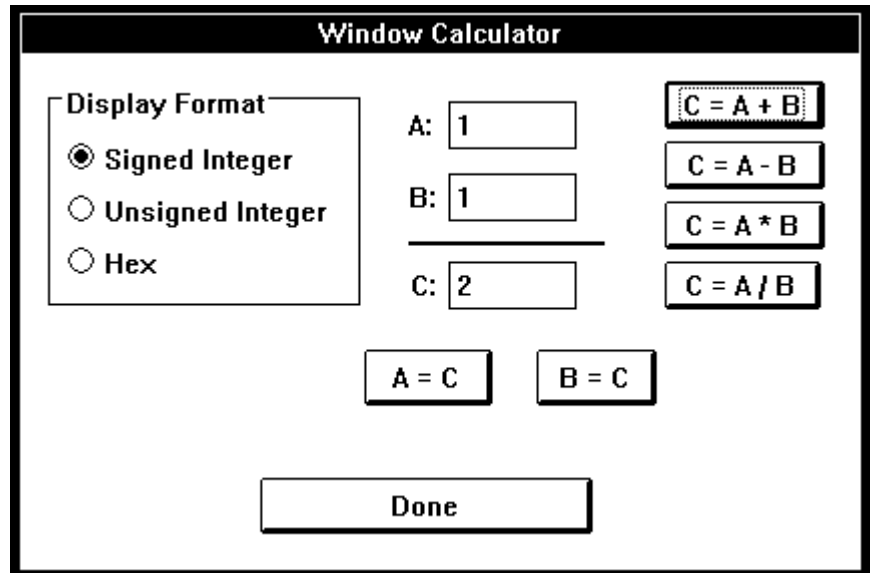 Window Calculator
Display Format
Signed Integer
Unsigned Integer
Hex
A: 1
B: 1
C: 2
C = A + B
C = A - B
C = A * B
C = A / B
A = C
B = C
Done